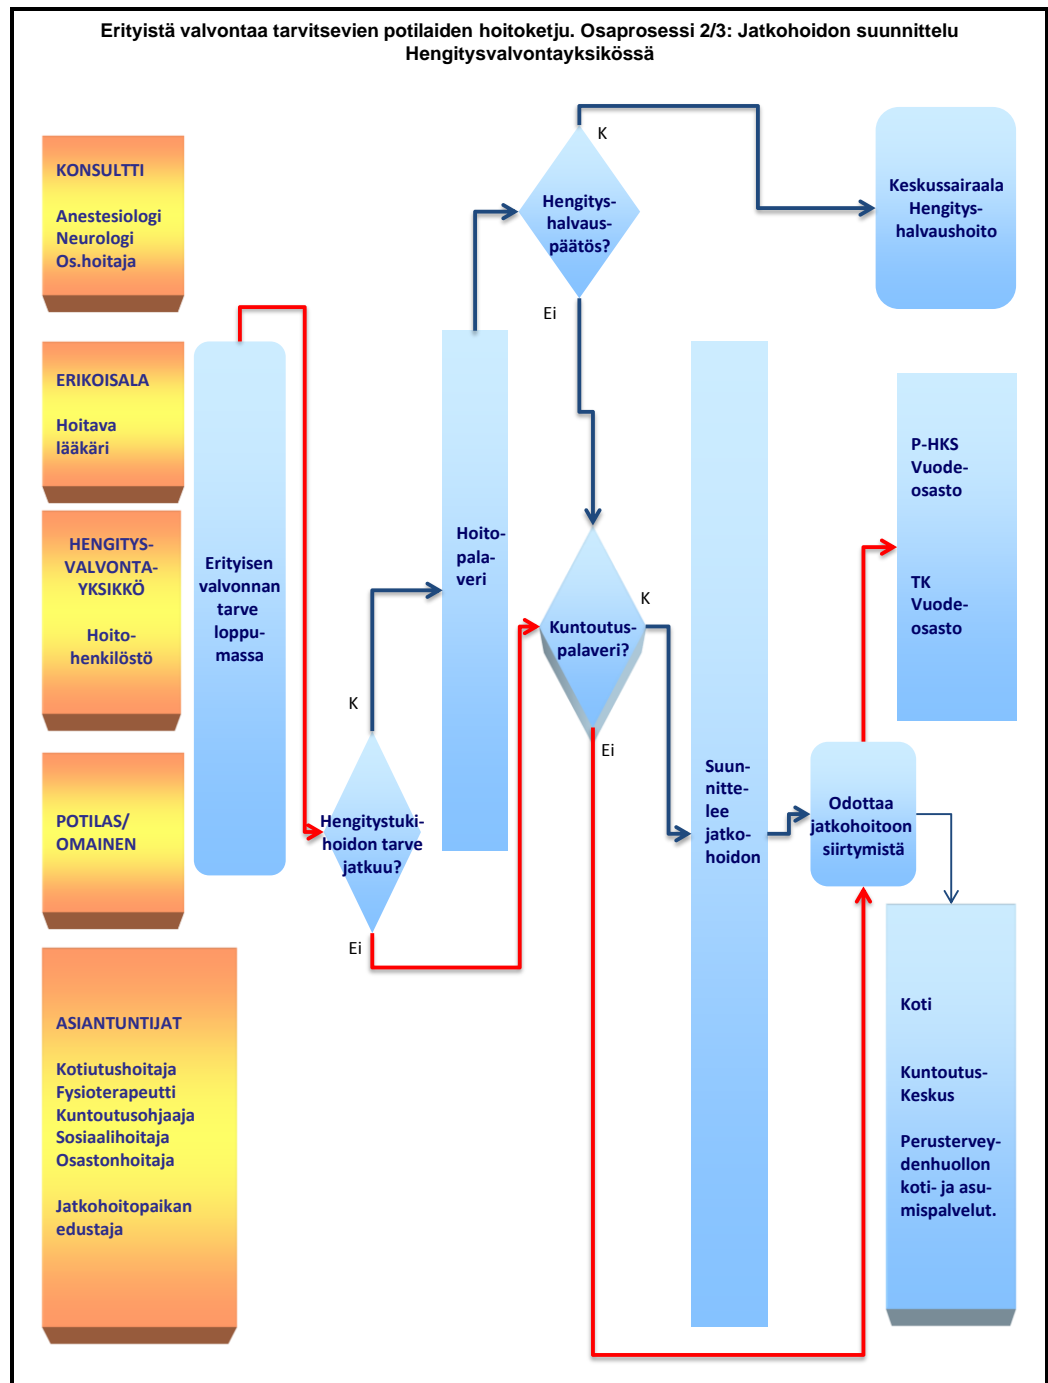 Erityistä valvontaa tarvitsevien potilaiden hoitoketju. Osaprosessi 2/3: Jatkohoidon suunnittelu
Hengitysvalvontayksikössä
KONSULTTI
Anestesiologi
Neurologi
Os.hoitaja
ERIKOISALA
Hoitava
lääkäri
HENGITYS-
VALVONTA-
YKSIKKÖ
Hoito-
henkilöstö
POTILAS/
OMAINEN
ASIANTUNTIJAT
Kotiutushoitaja
Fysioterapeutti
Kuntoutusohjaaja
Sosiaalihoitaja
Osastonhoitaja
Jatkohoitopaikan
edustaja
Erityisen
valvonnan
tarve
loppu-
massa
Hengitystuki-
hoidon tarve
jatkuu?
K
Ei
Hoito-
pala-
veri
Hengitys-
halvaus-
päätös?
K
Ei
Keskussairaala
Hengitys-
halvaushoito
Kuntoutus-
palaveri?
K
Ei
Suun-
nitte-
lee
jatko-
hoidon
Odottaa
jatkohoitoon
siirtymistä
P-HKS
Vuode-
osasto
TK
Vuode-
osasto
Koti
Kuntoutus-
Keskus
Perustervey-
denhuollon
koti- ja asu-
mispalvelut.